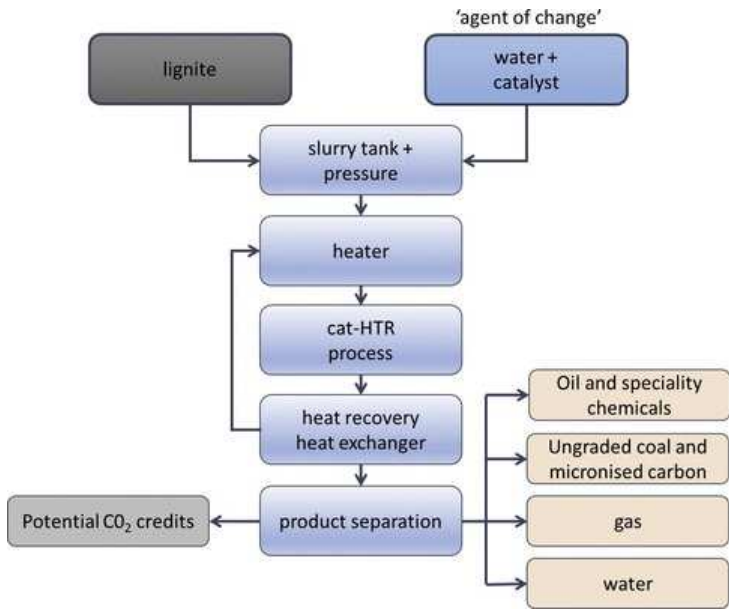 'agent of change'
lignite
water +
catalyst
slurry tank +
pressure
heater
cat-HTR
process
heat recovery
heat exchanger
product separation
Potential C0₂ credits
Oil and speciality
chemicals
Ungraded coal and
micronised carbon
gas
water